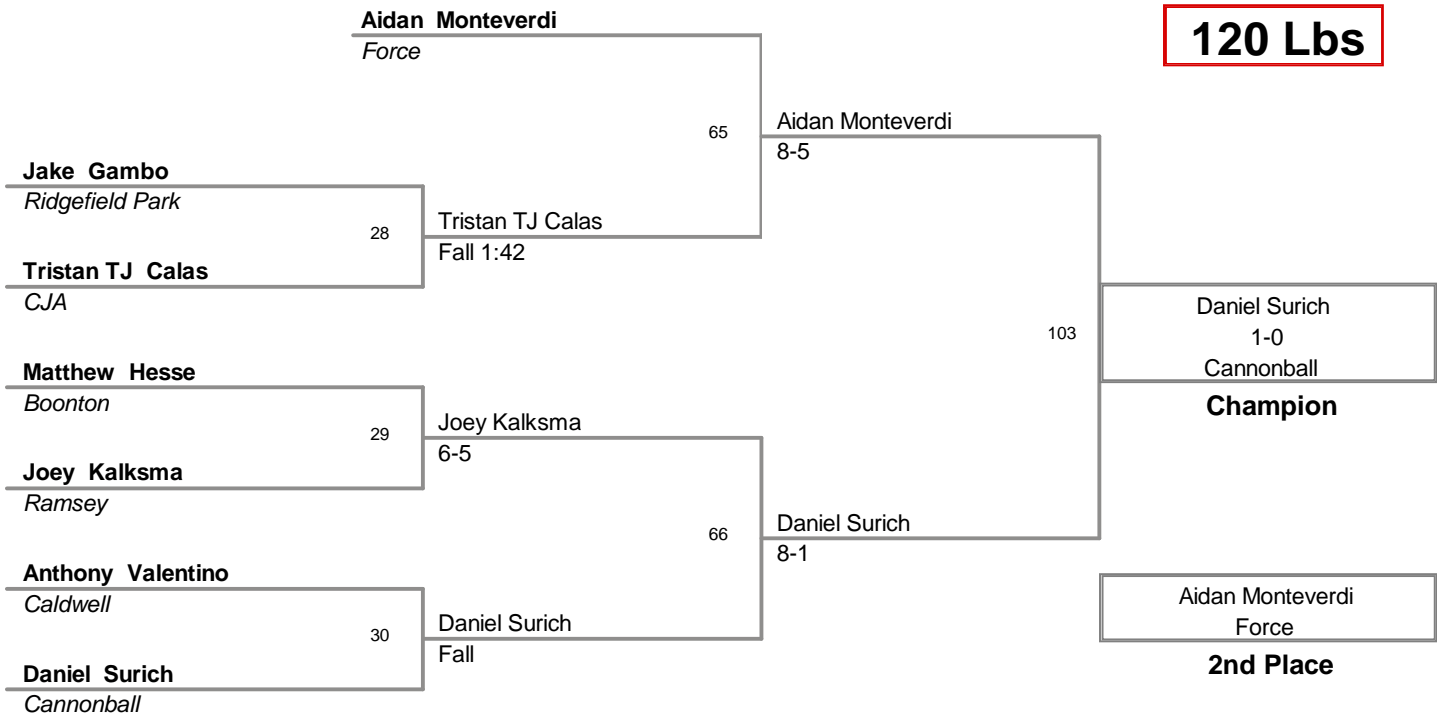 Aidan Monteverdi
Force
120 Lbs
65
Aidan Monteverdi
8-5
Jake Gambo
Ridgefield Park
28
Tristan TJ Calas
Fall 1:42
Tristan TJ Calas
CJA
103
Daniel Surich
1-0
Cannonball
Champion
Matthew Hesse
Boonton
29
Joey Kalksma
6-5
Joey Kalksma
Ramsey
66
Daniel Surich
8-1
Anthony Valentino
Caldwell
30
Daniel Surich
Fall
Daniel Surich
Cannonball
Aidan Monteverdi
Force
2nd Place